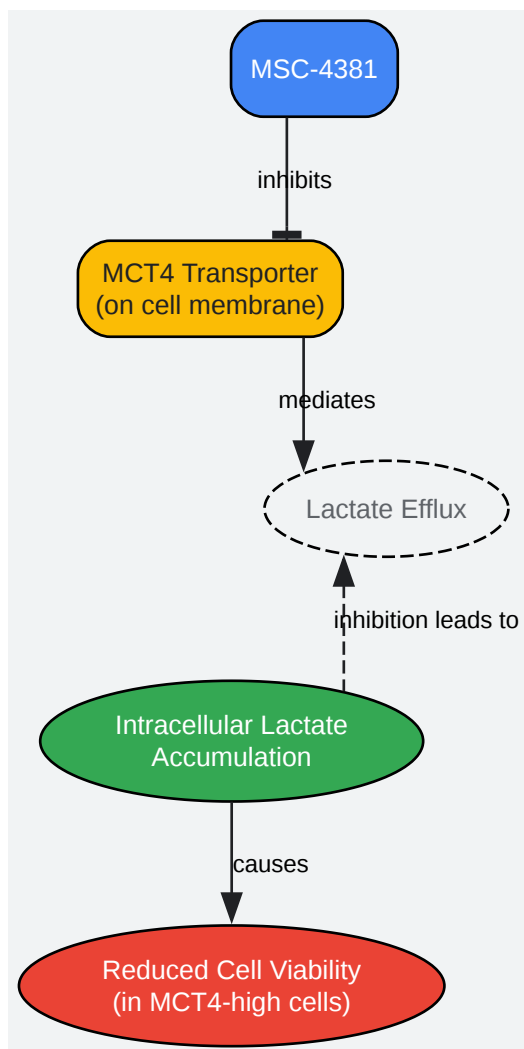 MSC-4381
inhibits
MCT4 Transporter
(on cell membrane)
mediates
Lactate Efflux
inhibition leads to
Intracellular Lactate
Accumulation
causes
Reduced Cell Viability
(in MCT4-high cells)